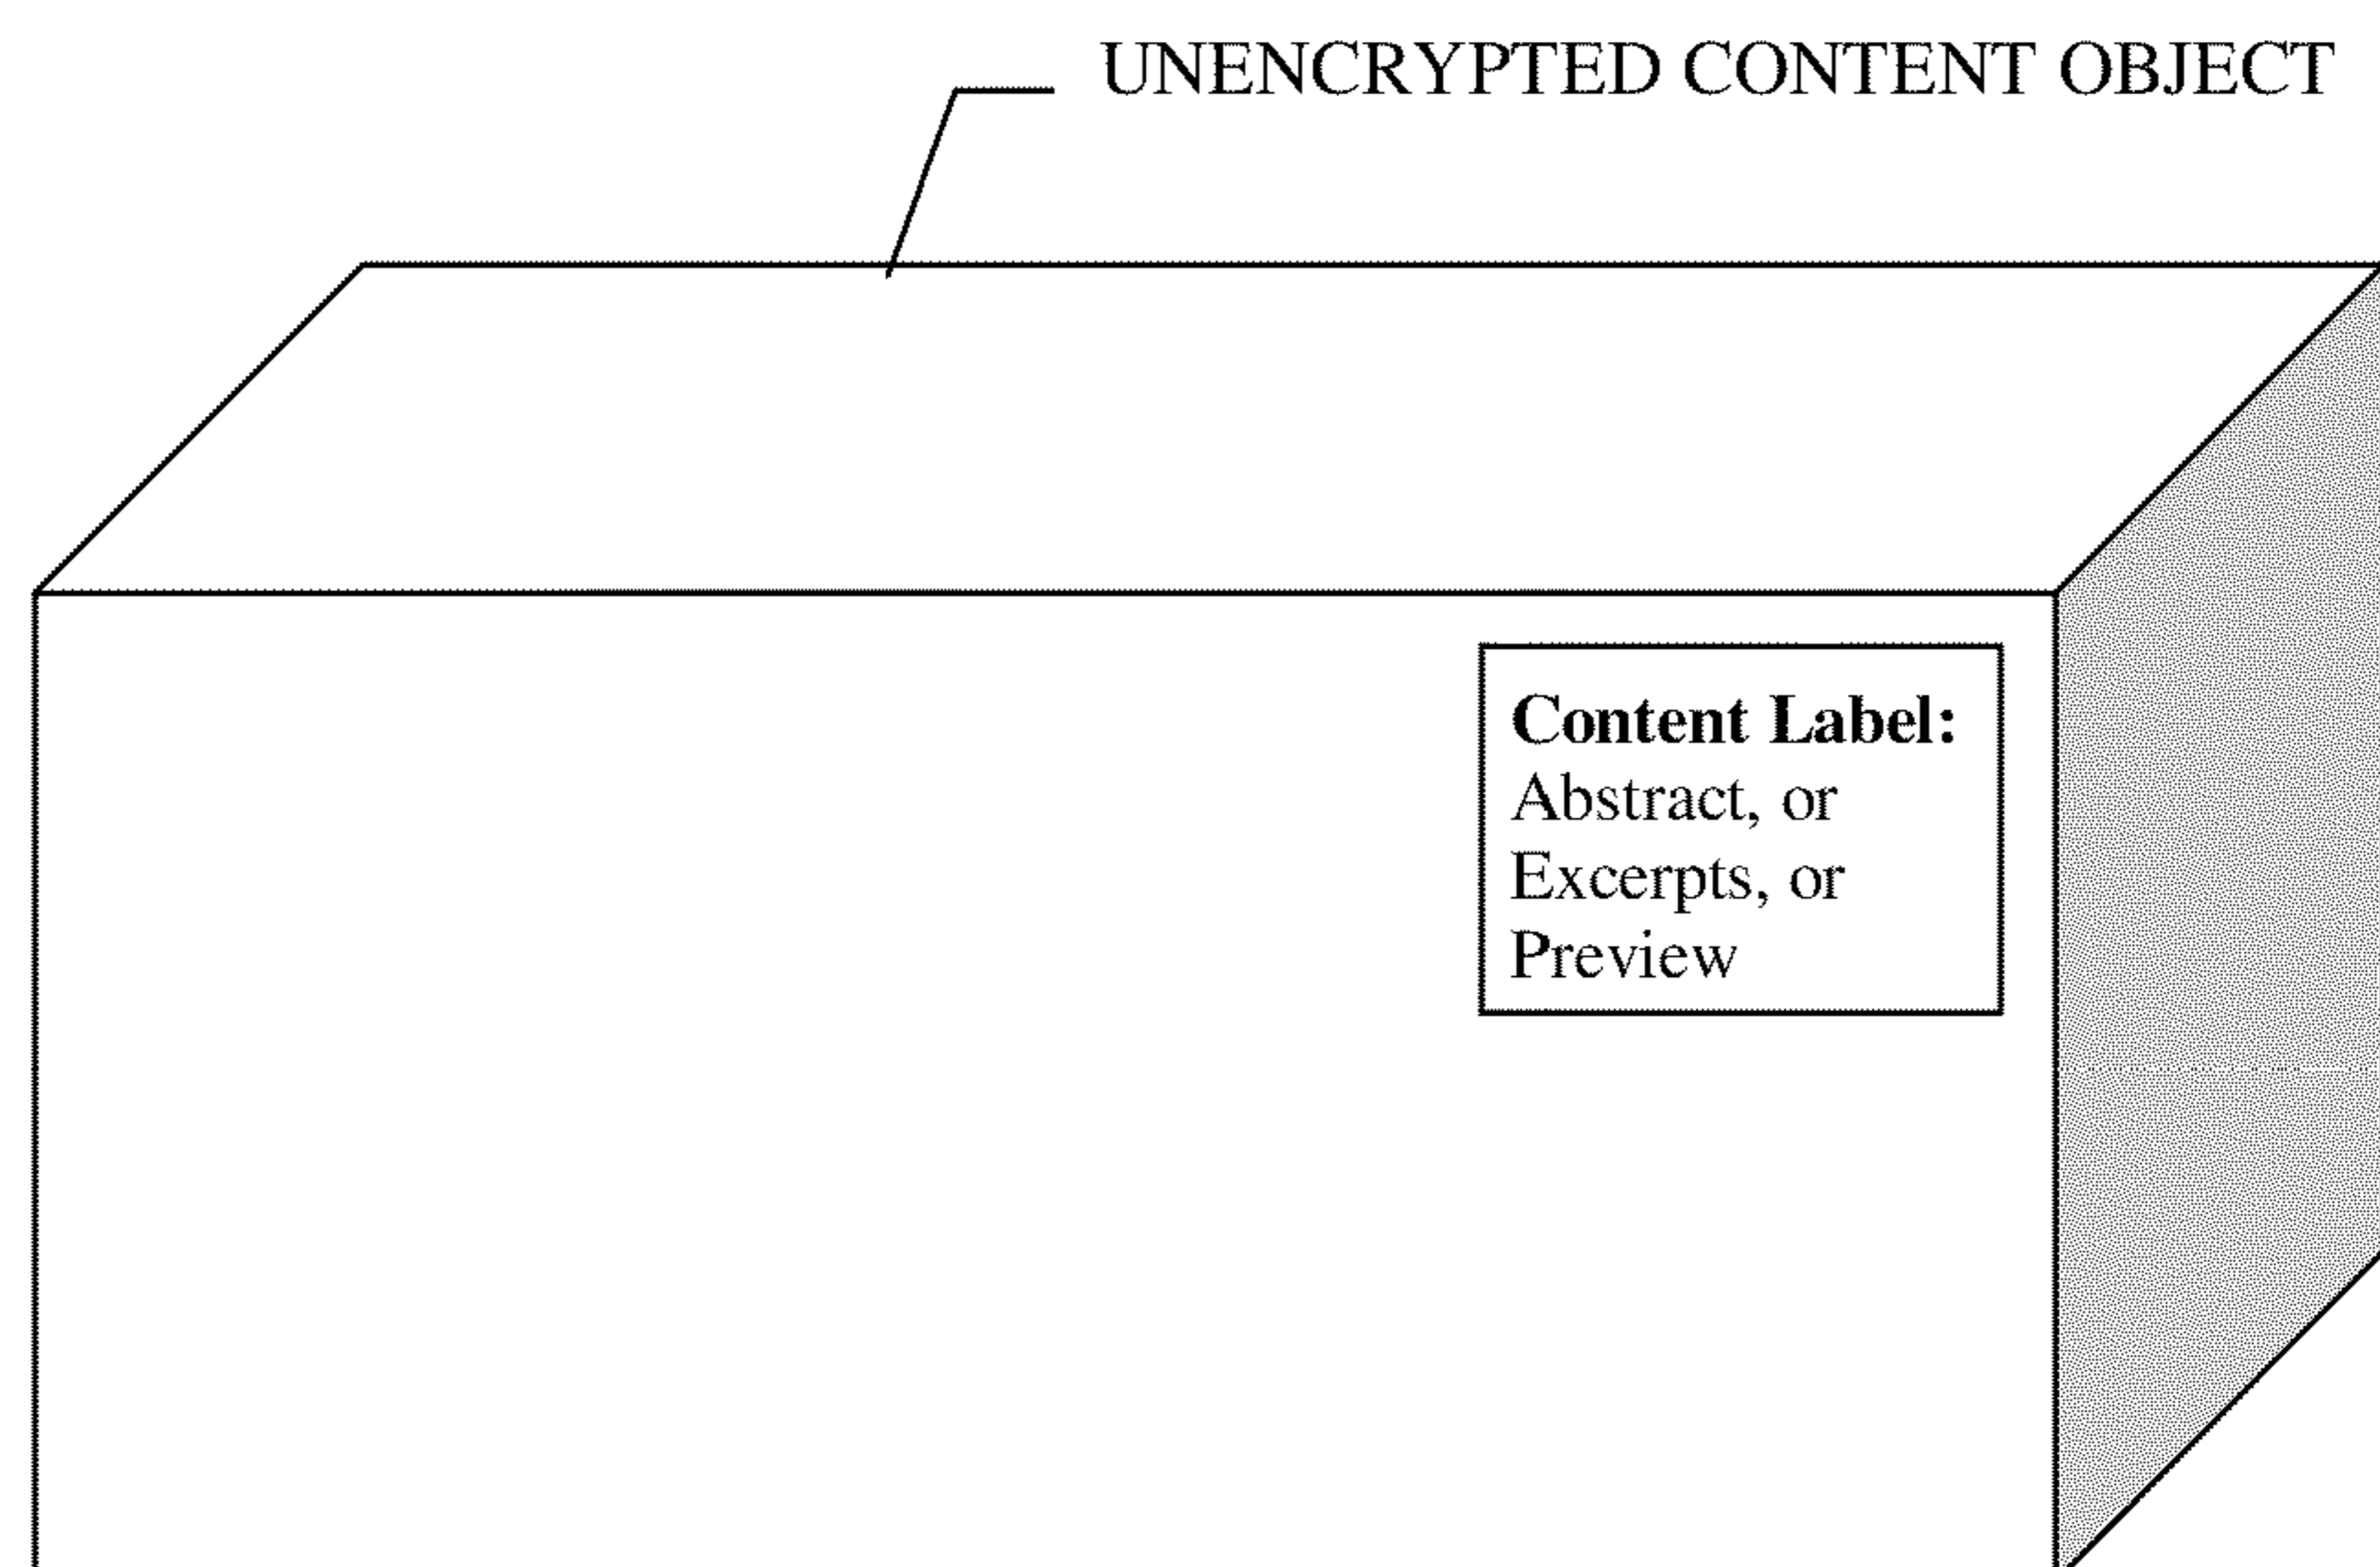 UNENCRYPTED CONTENT OBJECT
Content Label:
Abstract, or
Excerpts, or
Preview